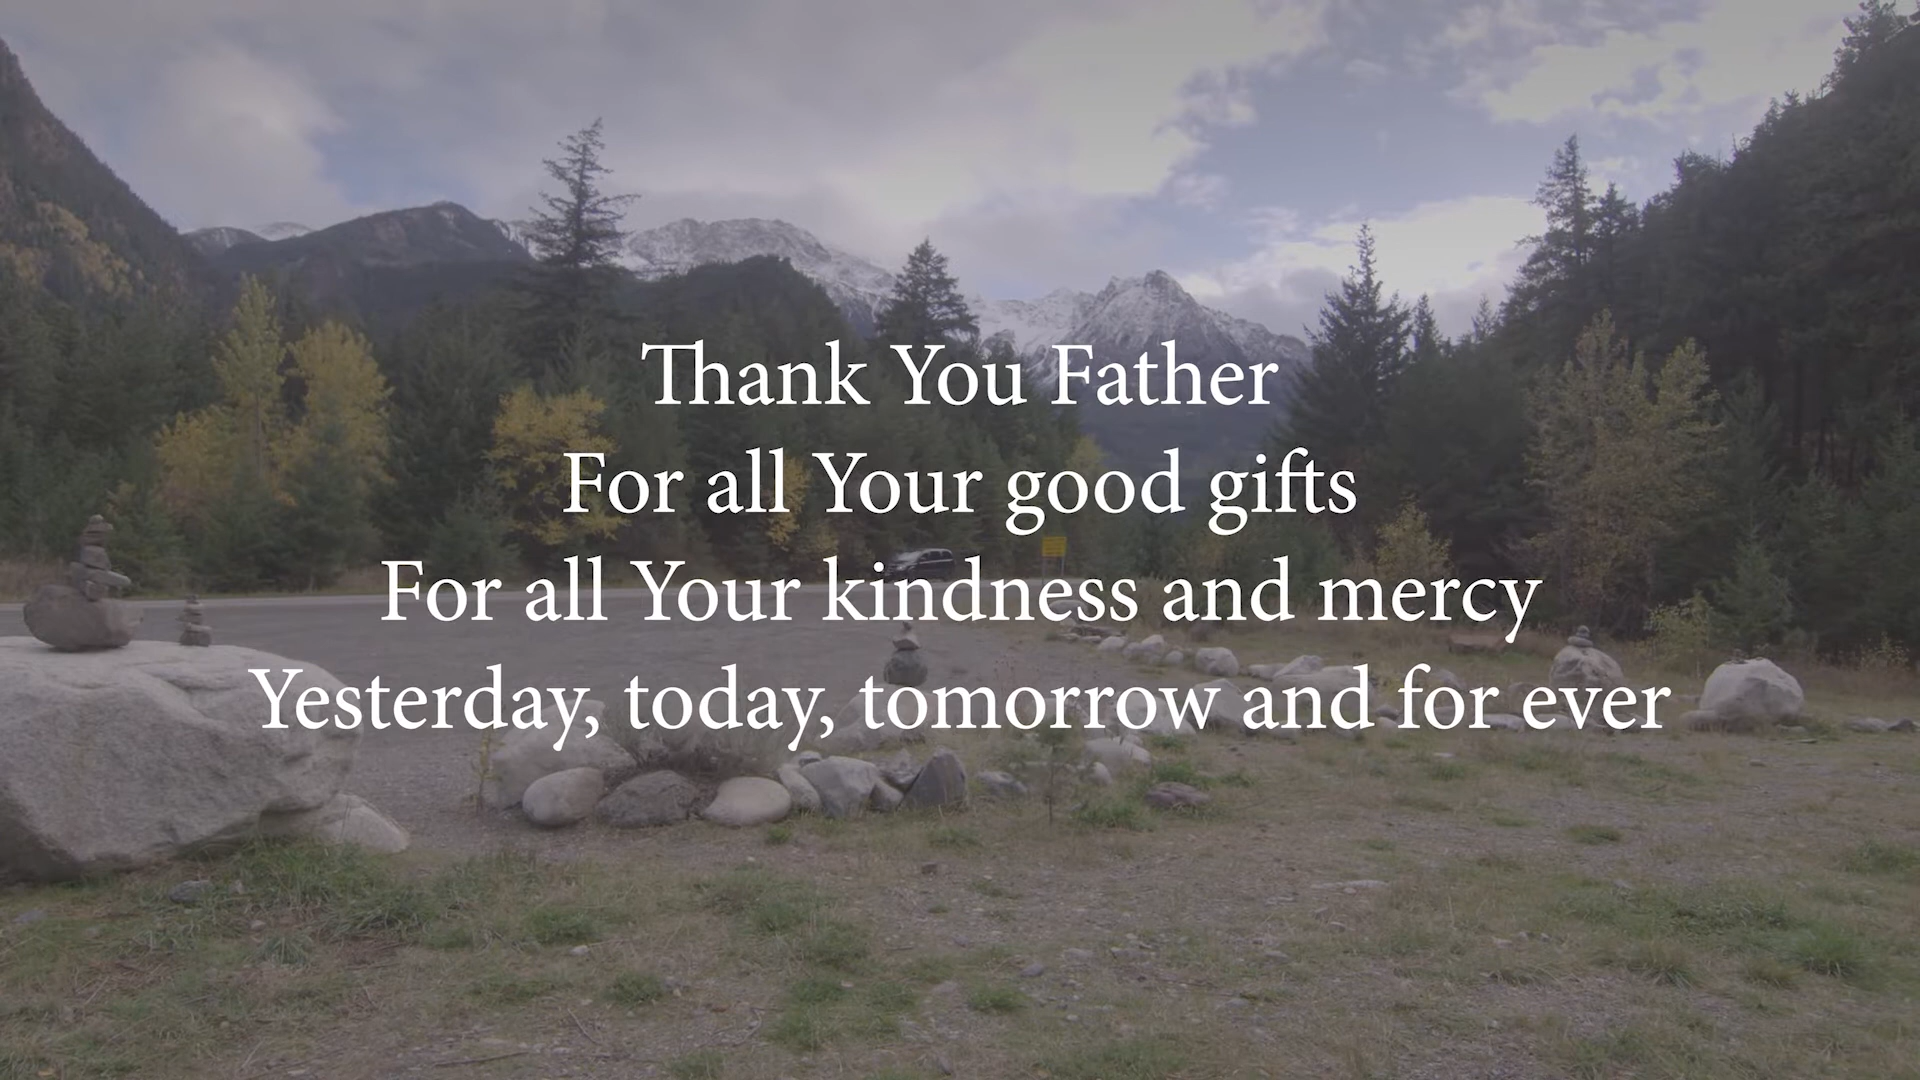 Thank You Father
For all Your good gifts
For all Your kindness and mercy
Yesterday, today, tomorrow and for ever